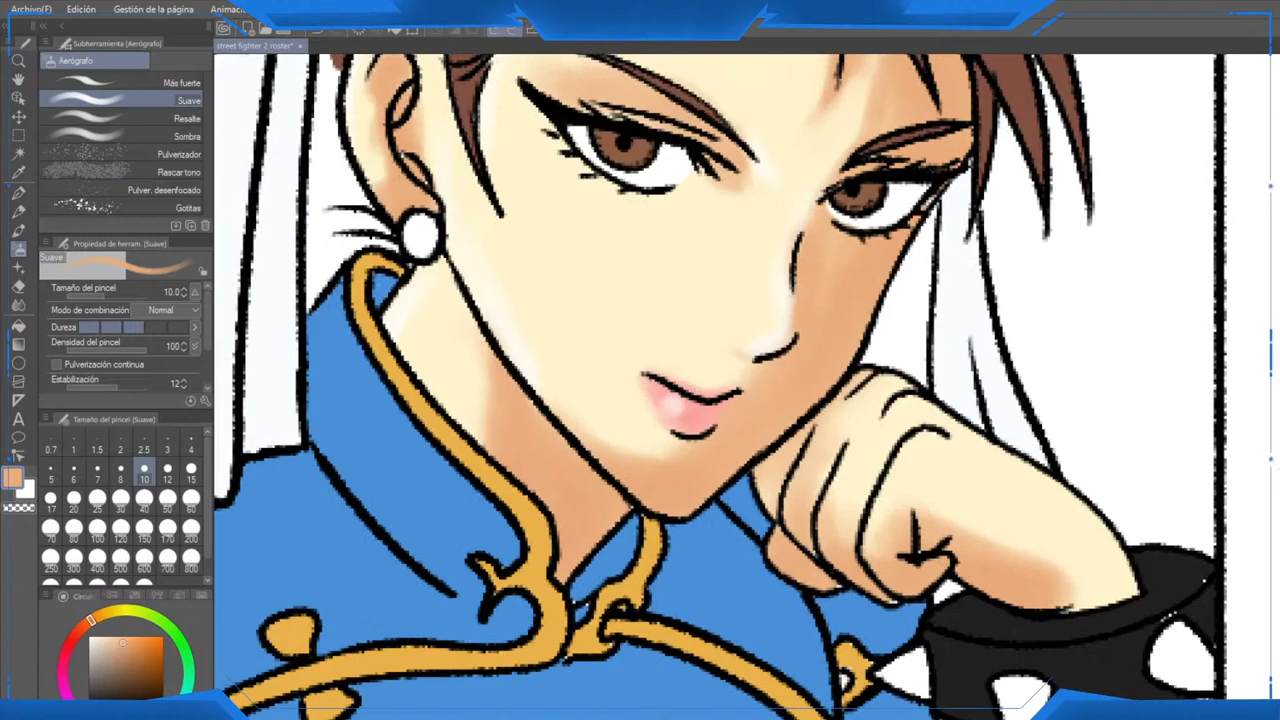 Archivo(F) Edición Gestión de la página Animación
street fighter 2 roster*
Subherramienta [Aerógrafo]
Aerógrafo
Más fuerte
Suave
Resalte
Sombra
Pulverizador
Rascar tono
Pulver. desenfocado
Gotitas
Propiedad de herram. [Suave]
Suave
Tamaño del pincel 10.0
Modo de combinación Normal
Dureza
Densidad del pincel 100
Pulverización continua
Estabilización 12
Tamaño del pincel [Suave]
0.7 1 1.5 2 2.5 3 4
5 6 7 8 10 12 15
17 20 25 30 40 50 60
70 80 100 120 150 170 200
250 300 400 500 600 700 800
Círcu